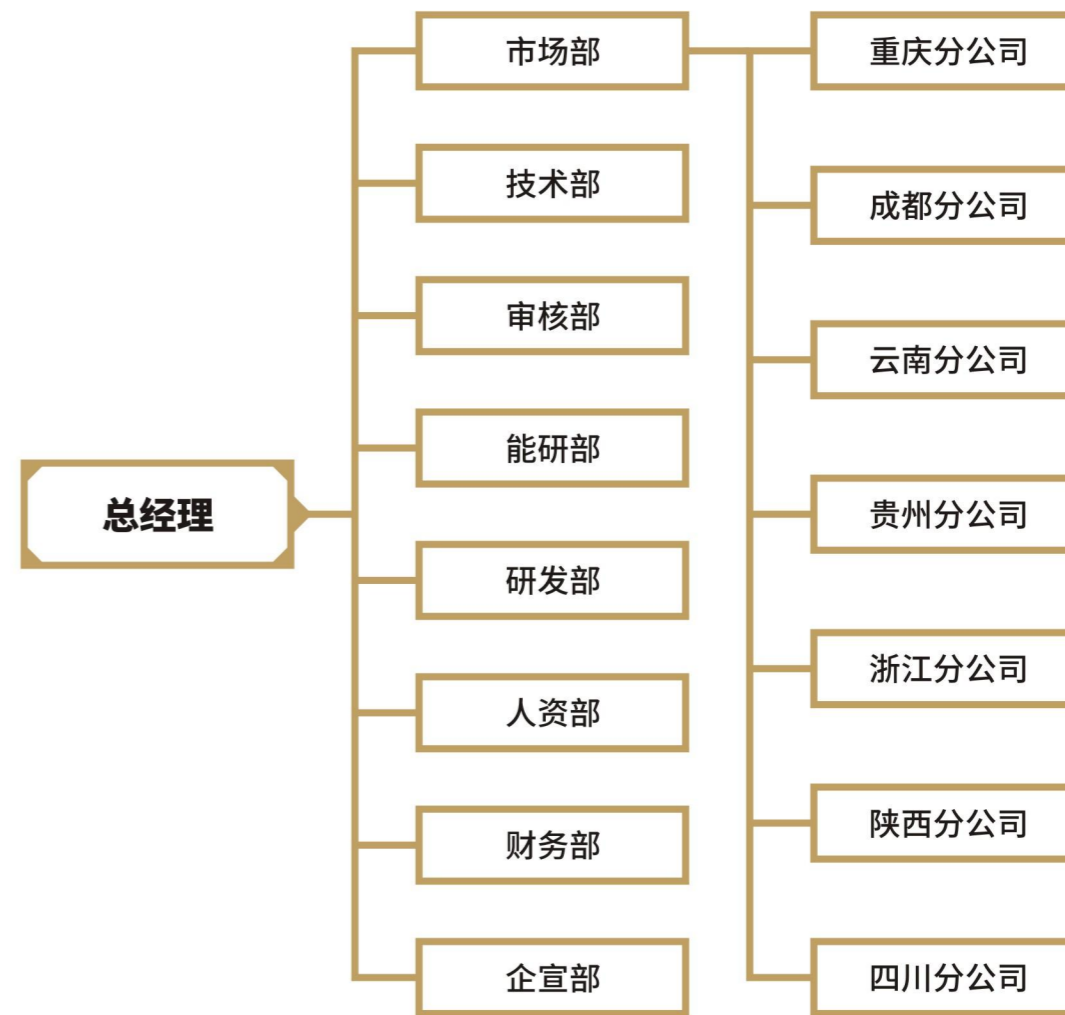 总经理
市场部
技术部
审核部
能研部
研发部
人资部
财务部
企宣部
重庆分公司
成都分公司
云南分公司
贵州分公司
浙江分公司
陕西分公司
四川分公司